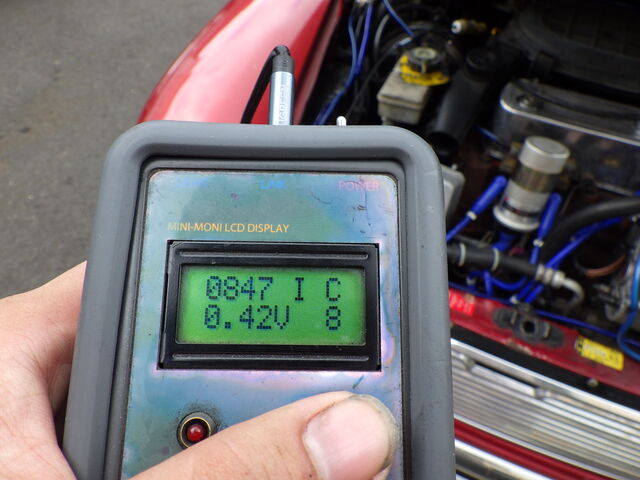 POWER
MINI-MONI LCD DISPLAY
0847 I C
0.42V 8